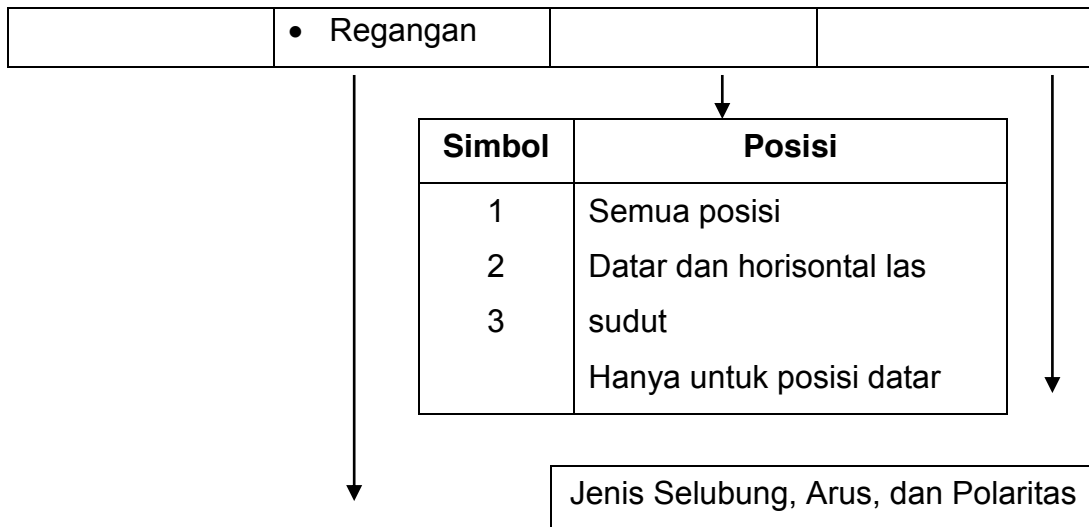 • Regangan
Simbol Posisi
1 Semua posisi
2 Datar dan horisontal las
3 sudut
Hanya untuk posisi datar
Jenis Selubung, Arus, dan Polaritas